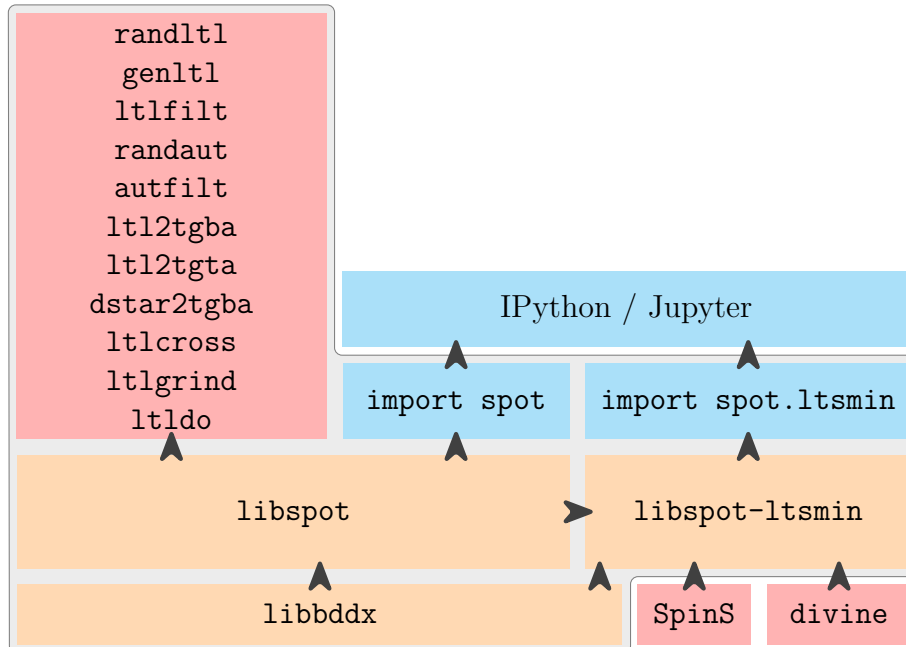 randltl
genltl
ltlfilt
randaut
autfilt
ltl2tgba
ltl2tgta
dstar2tgba
ltlcross
ltlgrind
ltldo
IPython / Jupyter
import spot
import spot.ltsmin
libspot
libspot-ltsmin
libbddx
SpinS
divine